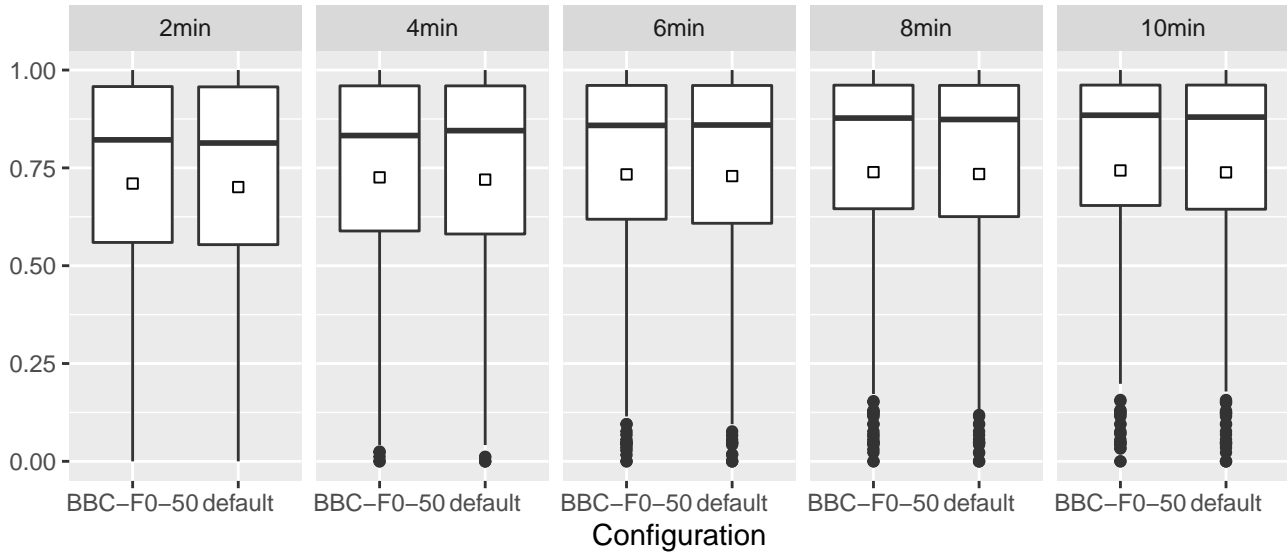 2min 4min 6min 8min 10min
1.00
0.75
0.50
0.25
0.00
BBC−F0−50 default BBC−F0−50 default BBC−F0−50 default BBC−F0−50 default BBC−F0−50 default
Configuration